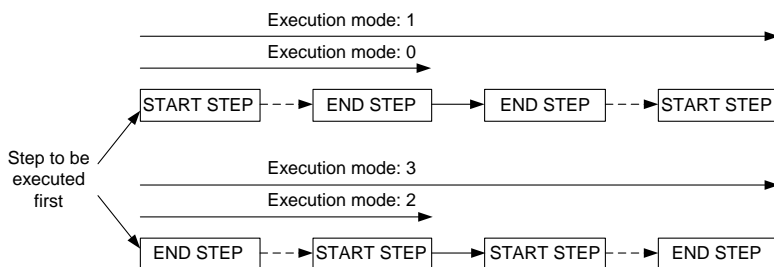 Execution mode: 1
Execution mode: 0
START STEP
END STEP
END STEP
START STEP
Step to be
executed
first
Execution mode: 3
Execution mode: 2
END STEP
START STEP
START STEP
END STEP